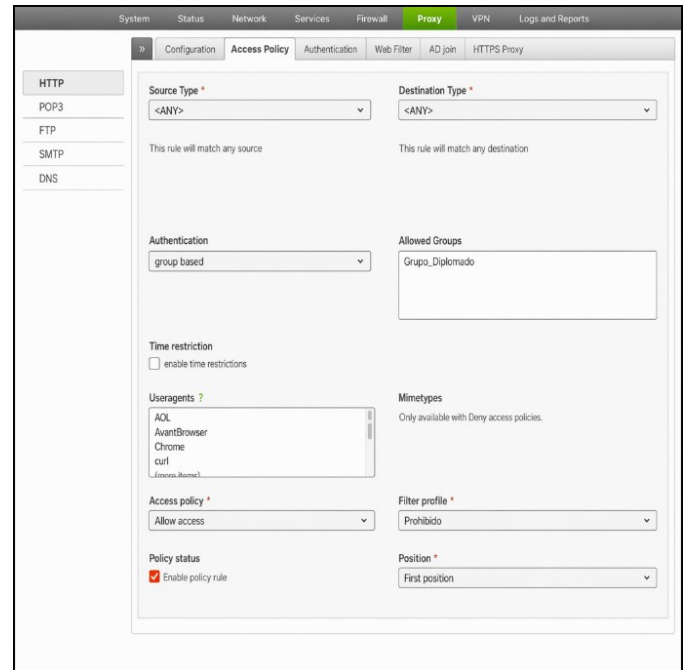 System Status Network Services Firewall Proxy VPN Logs and Reports
» Configuration Access Policy Authentication Web Filter AD join HTTPS Proxy
HTTP
POP3
FTP
SMTP
DNS
Source Type * Destination Type *
<ANY> <ANY>
This rule will match any source This rule will match any destination
Authentication Allowed Groups
group based Grupo_Diplomado
Time restriction
enable time restrictions
Useragents ? Mimetypes
AOL Only available with Deny access policies.
AvantBrowser
Chrome
curl
(more items)
Access policy * Filter profile *
Allow access Prohibido
Policy status Position *
Enable policy rule First position